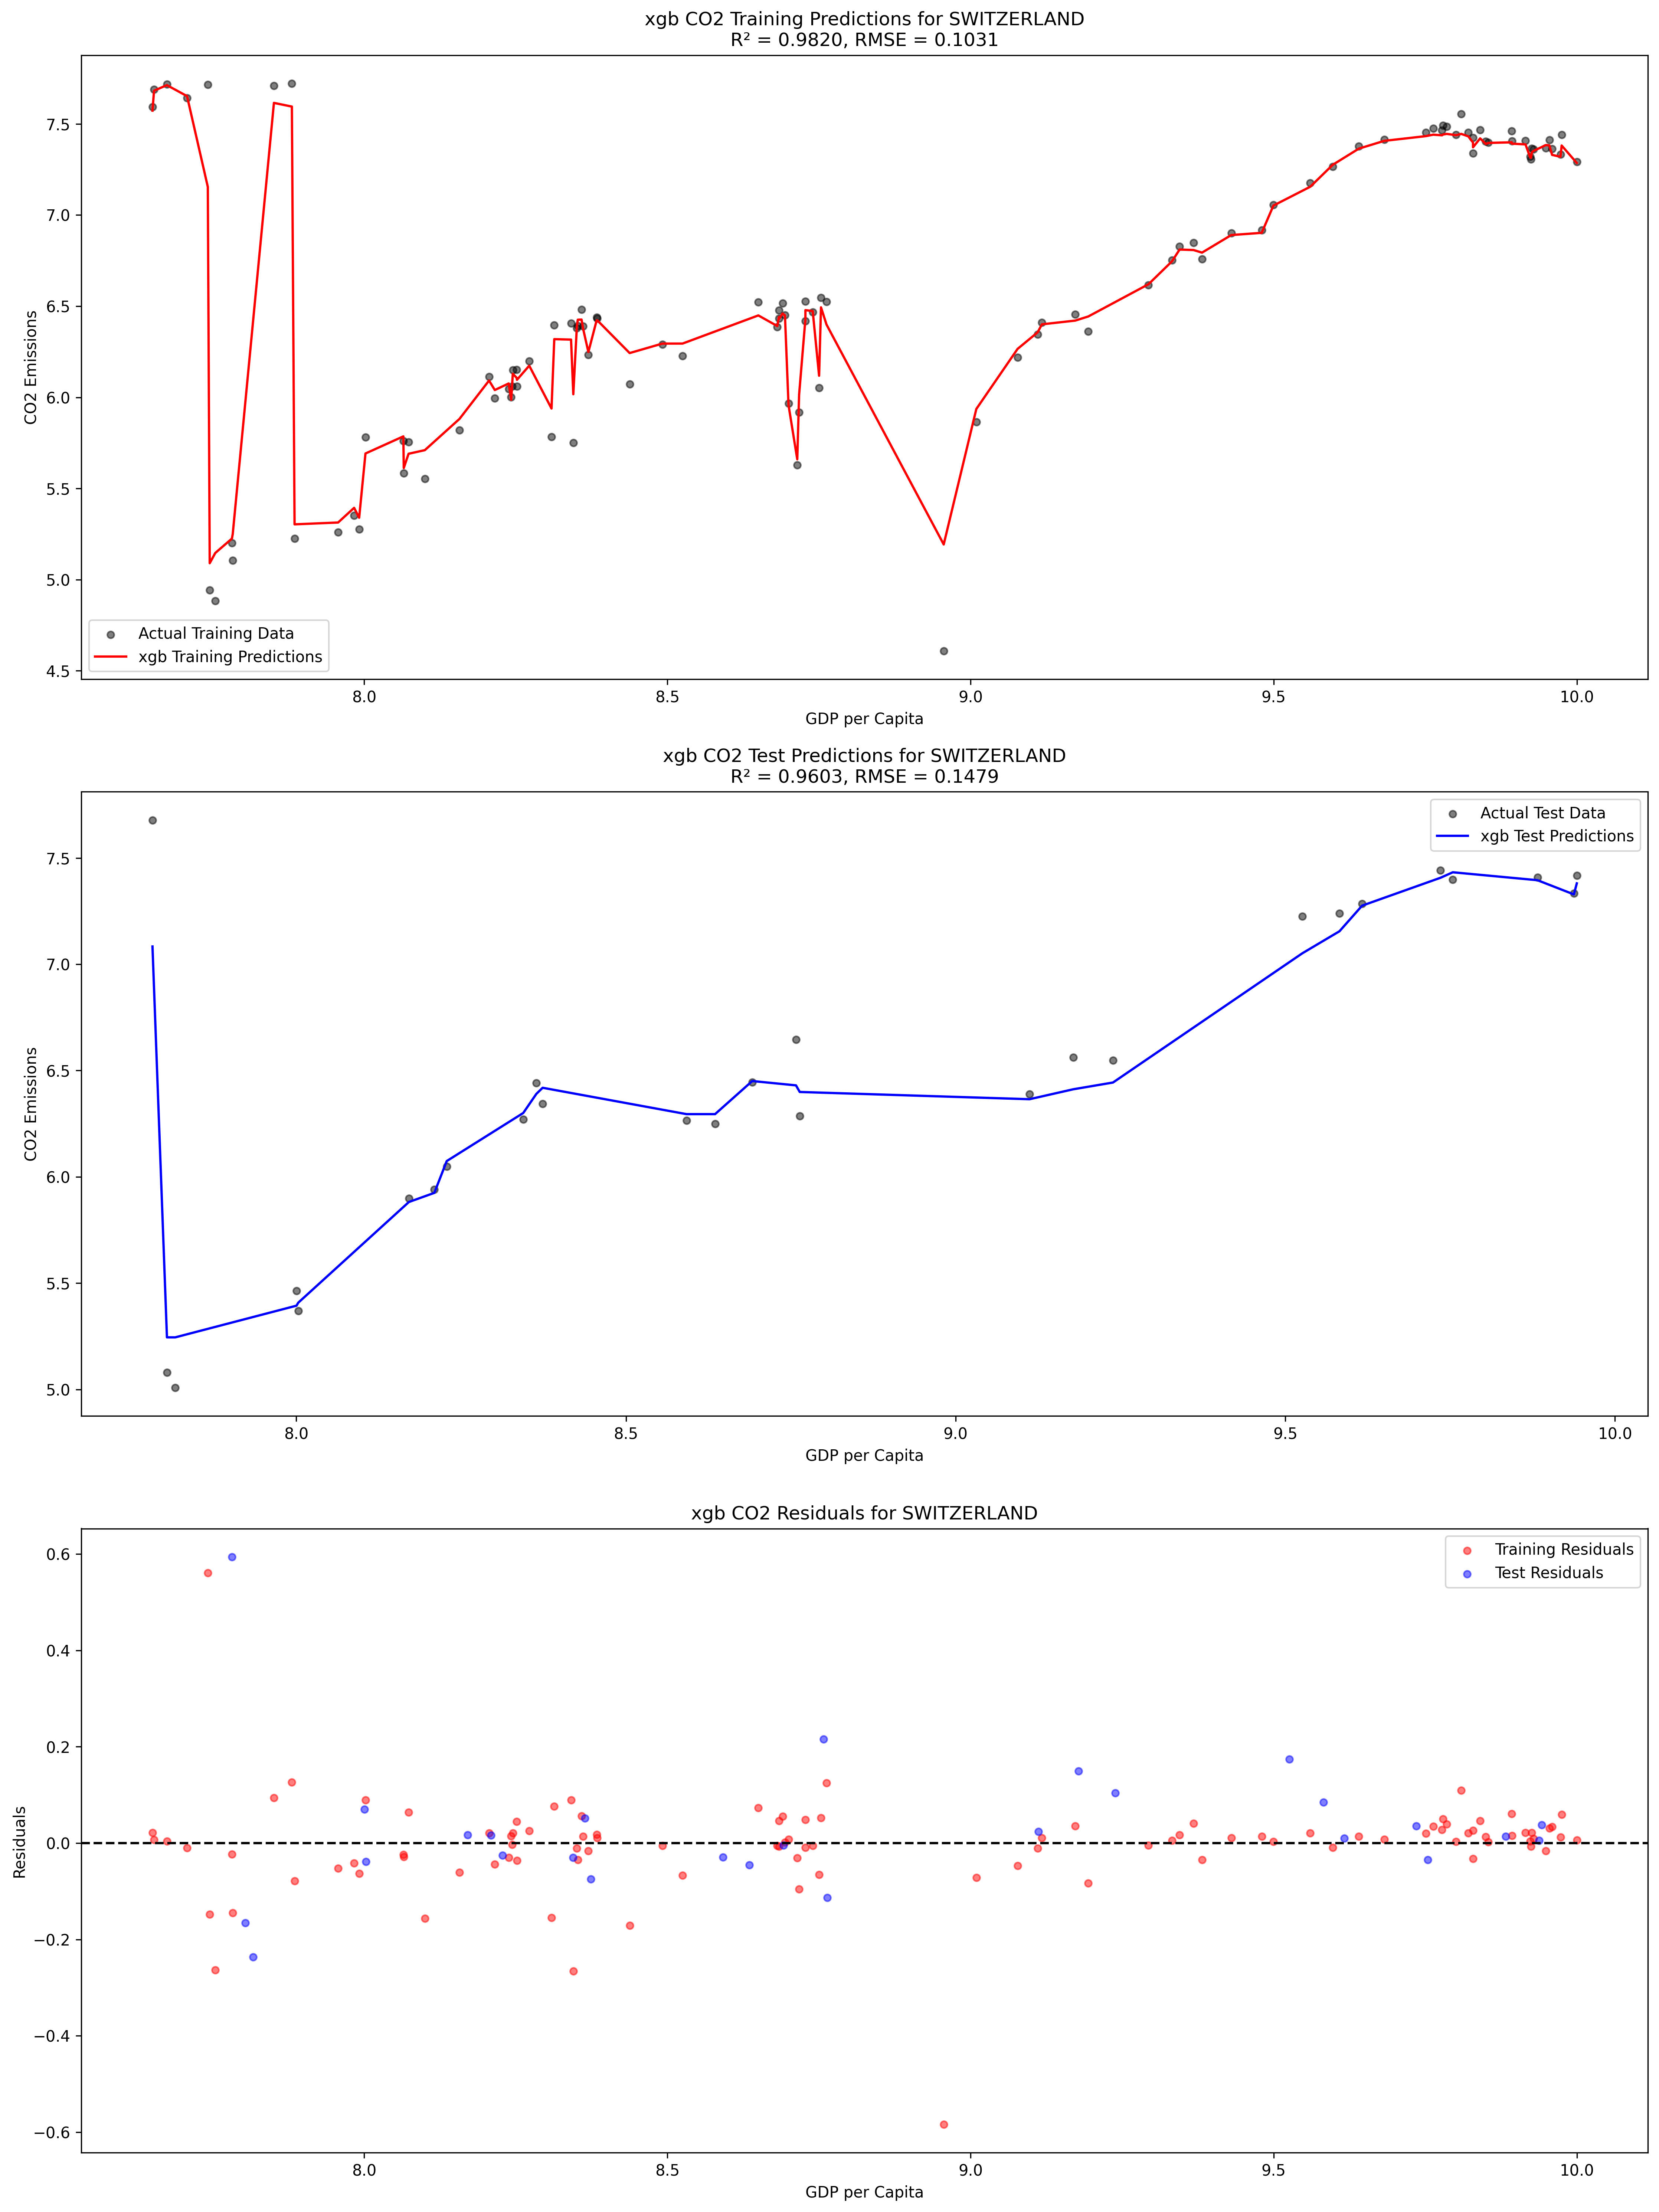 xgb CO2 Training Predictions for SWITZERLAND
R² = 0.9820, RMSE = 0.1031
CO2 Emissions
7.5
7.0
6.5
6.0
5.5
5.0
4.5
Actual Training Data
xgb Training Predictions
8.0 8.5 9.0 9.5 10.0
GDP per Capita
xgb CO2 Test Predictions for SWITZERLAND
R² = 0.9603, RMSE = 0.1479
CO2 Emissions
7.5
7.0
6.5
6.0
5.5
5.0
Actual Test Data
xgb Test Predictions
8.0 8.5 9.0 9.5 10.0
GDP per Capita
xgb CO2 Residuals for SWITZERLAND
Residuals
0.6
0.4
0.2
0.0
−0.2
−0.4
−0.6
Training Residuals
Test Residuals
8.0 8.5 9.0 9.5 10.0
GDP per Capita